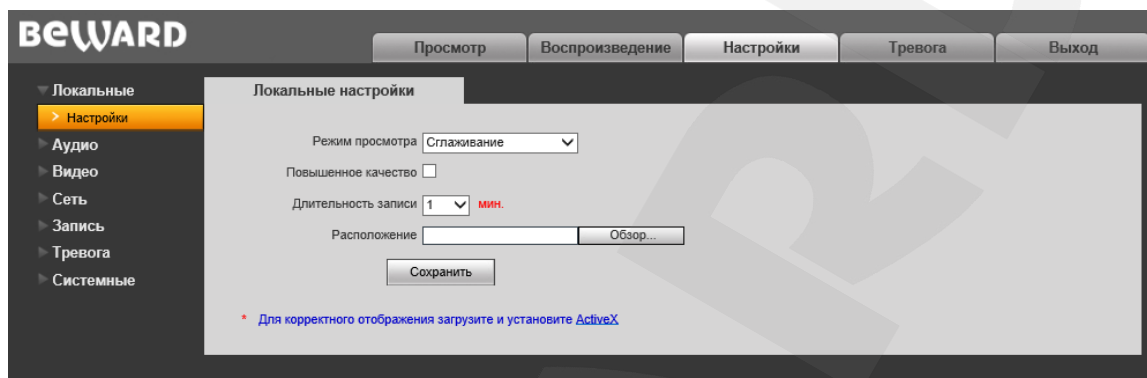 BEWARD
Просмотр Воспроизведение Настройки Тревога Выход
Локальные
> Настройки
Аудио
Видео
Сеть
Запись
Тревога
Системные
Локальные настройки
Режим просмотра Сглаживание
Повышенное качество
Длительность записи 1 мин.
Расположение Обзор...
Сохранить
* Для корректного отображения загрузите и установите ActiveX